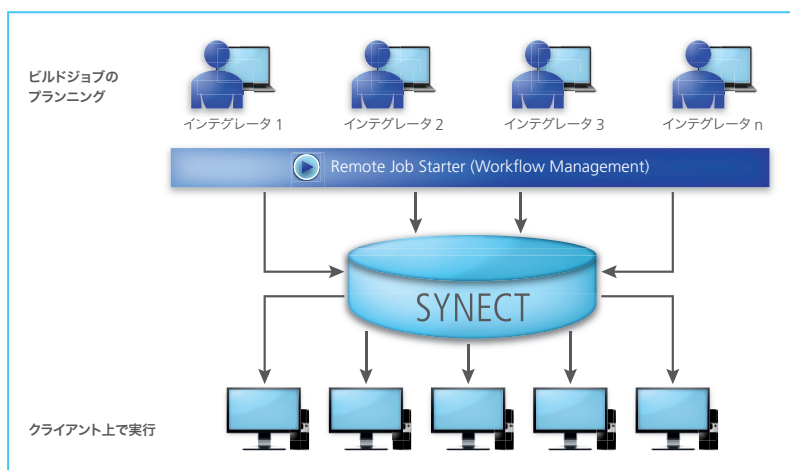 ビルドジョブの
プランニング
インテグレータ 1
インテグレータ 2
インテグレータ 3
インテグレータ n
Remote Job Starter (Workflow Management)
SYNECT
クライアント上で実行